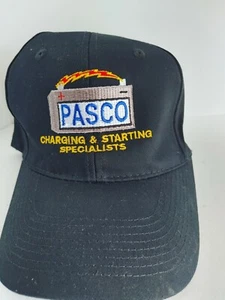 PASCO
CHARGING & STARTING
SPECIALISTS